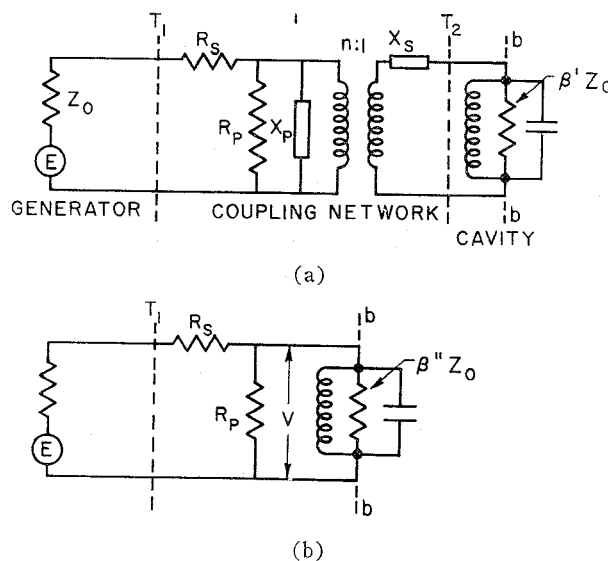 T1 n:1 XS T2 b
RS β' Z0
Z0 RP XP
E
GENERATOR COUPLING NETWORK CAVITY
b
(a)
T1 RS b
β" Z0
RP V
E
b
(b)